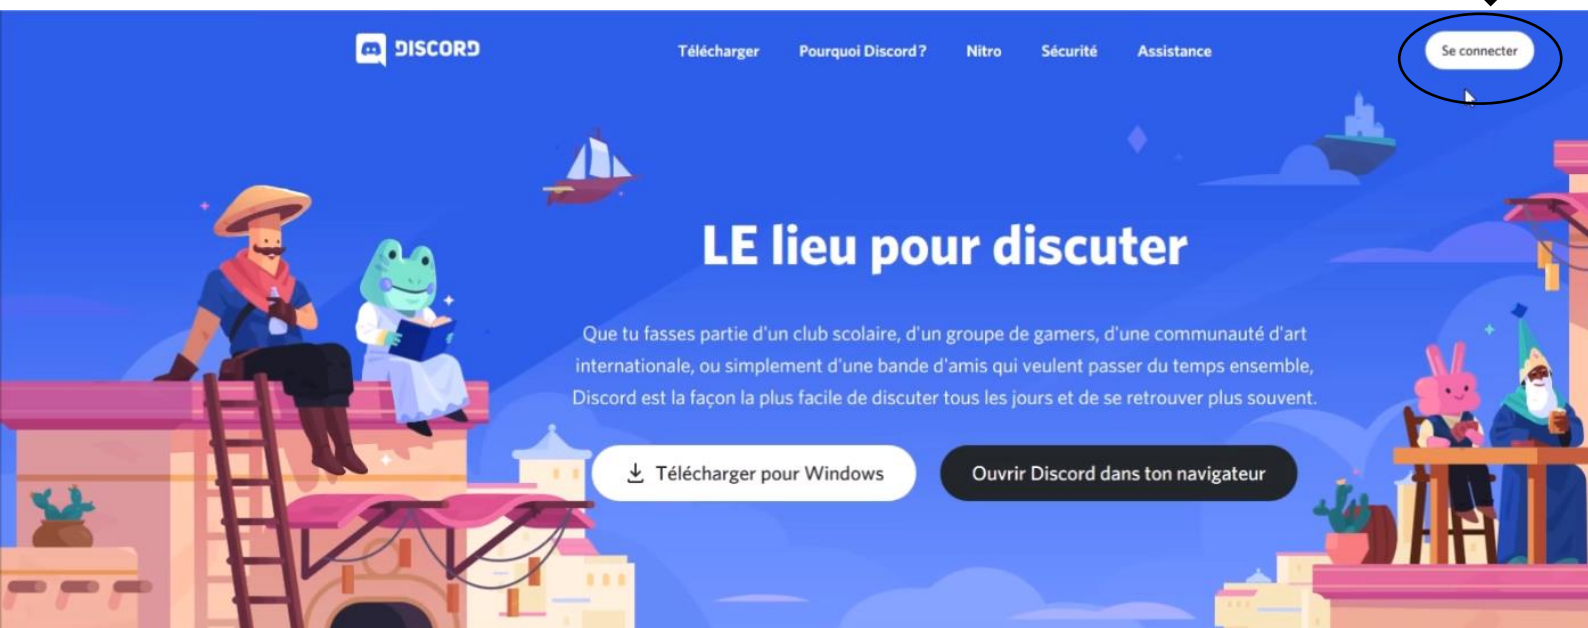 DISCORD
Télécharger
Pourquoi Discord?
Nitro
Sécurité
Assistance
Se connecter
LE lieu pour discuter
Que tu fasses partie d'un club scolaire, d'un groupe de gamers, d'une communauté d'art
internationale, ou simplement d'une bande d'amis qui veulent passer du temps ensemble,
Discord est la façon la plus facile de discuter tous les jours et de se retrouver plus souvent.
Télécharger pour Windows
Ouvrir Discord dans ton navigateur